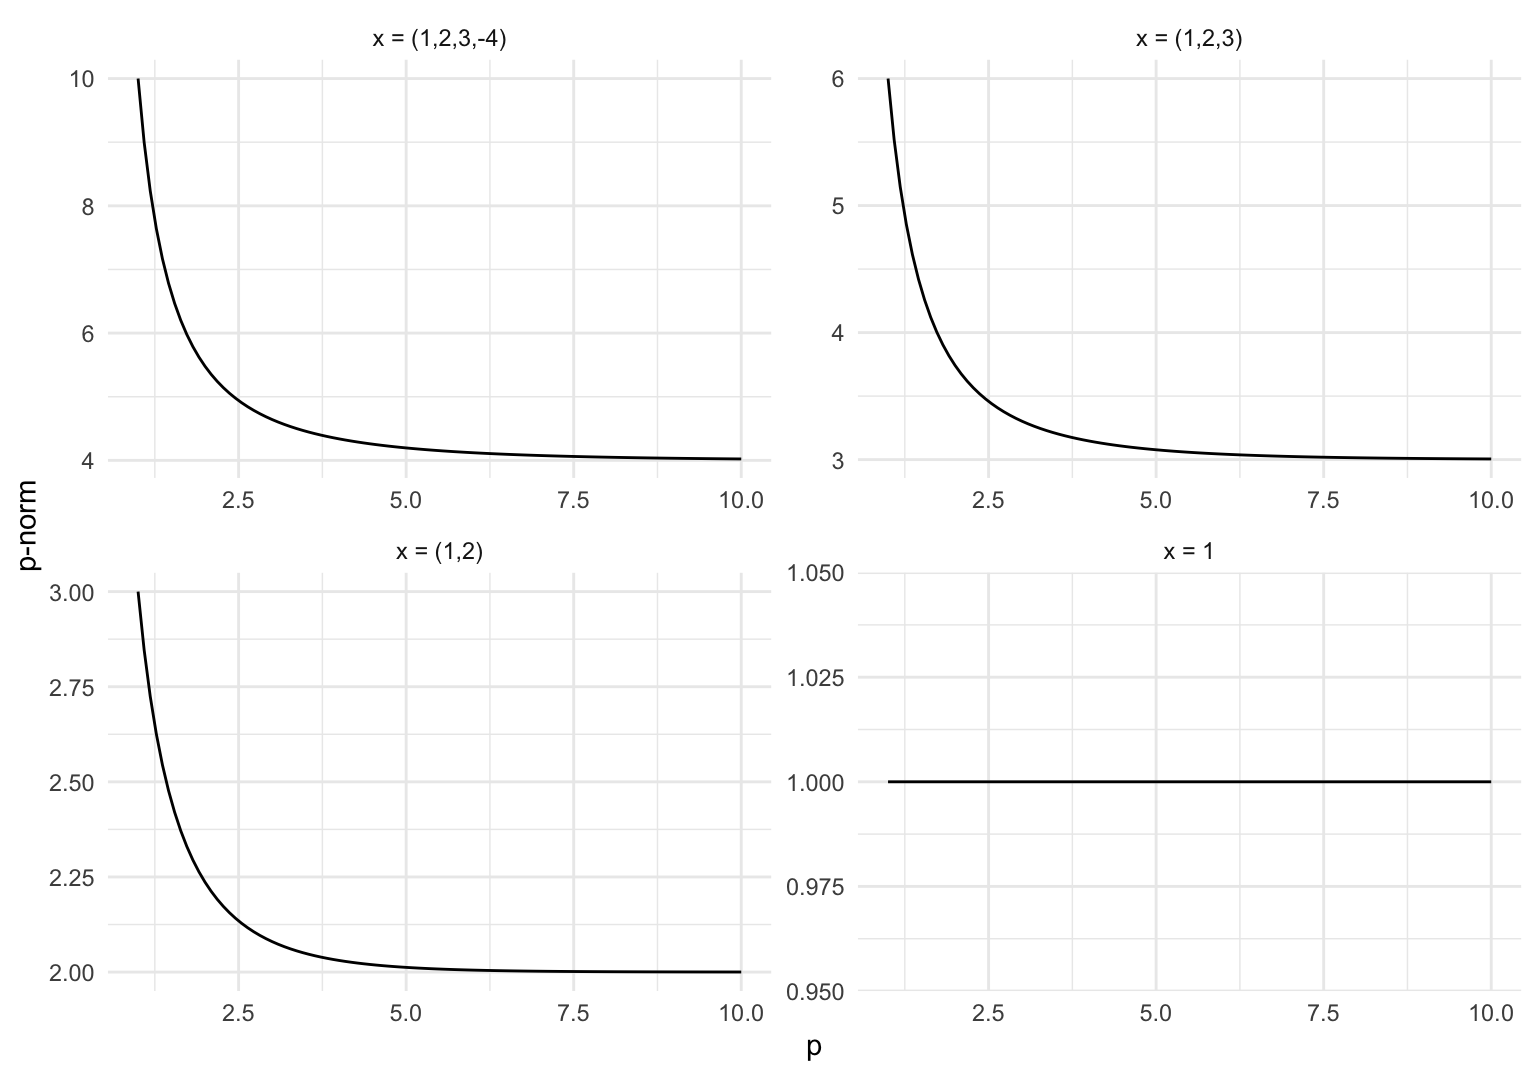 x = (1,2,3,-4)
10
8
6
4
2.5 5.0 7.5 10.0
x = (1,2,3)
6
5
4
3
2.5 5.0 7.5 10.0
p-norm
x = (1,2)
3.00
2.75
2.50
2.25
2.00
2.5 5.0 7.5 10.0
x = 1
1.050
1.025
1.000
0.975
0.950
2.5 5.0 7.5 10.0
p